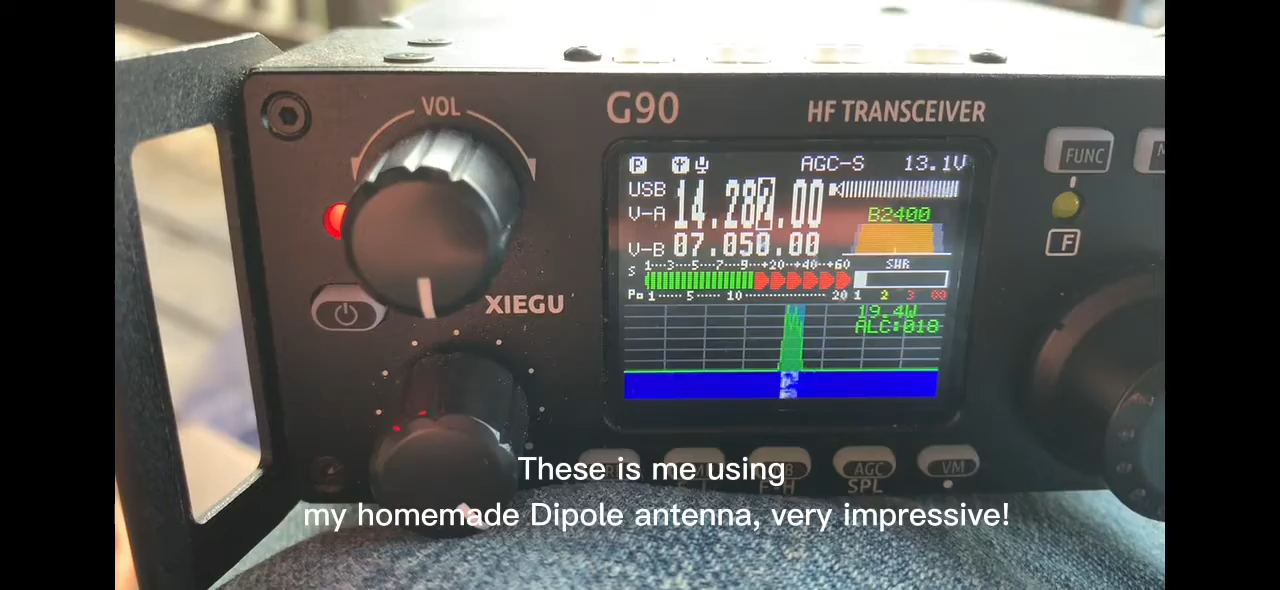 VOL
G90
HF TRANSCEIVER
FUNC
F
XIEGU
P
AGC-S 13.1V
USB
V-A 14.282.00
B2400
V-B 07.050.00
S 1···3····5····7···9··+20··+40··+60
SWR
Po 1······ 5 ······ 10 ················ 20
1 2 3 ∞
19.4W
ALC:018
AGC
VM
SPL
These is me using
my homemade Dipole antenna, very impressive!